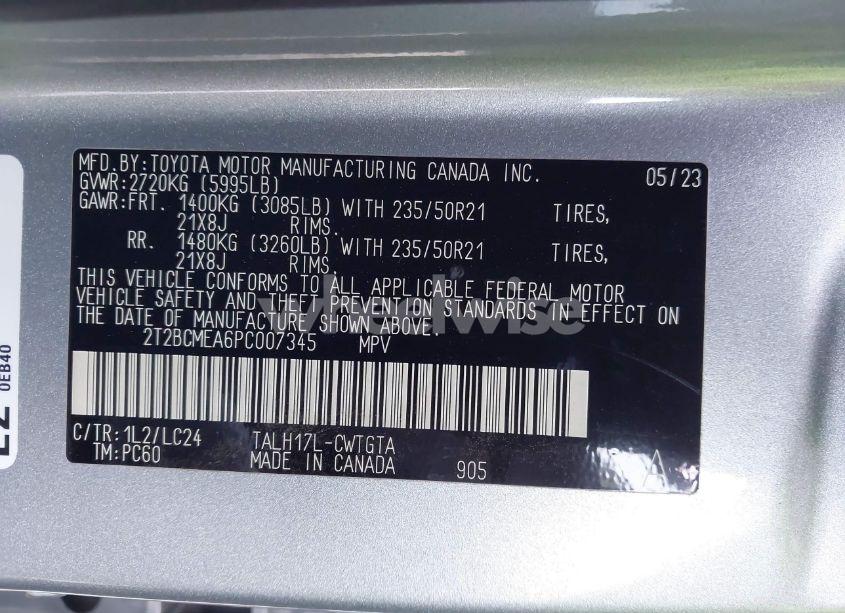 MFD.BY:TOYOTA MOTOR MANUFACTURING CANADA INC. 05/23
GVWR:2720KG (5995LB)
GAWR:FRT. 1400KG (3085LB) WITH 235/50R21 TIRES,
21X8J RIMS.
RR. 1480KG (3260LB) WITH 235/50R21 TIRES,
21X8J RIMS.
THIS VEHICLE CONFORMS TO ALL APPLICABLE FEDERAL MOTOR
VEHICLE SAFETY AND THEFT PREVENTION STANDARDS IN EFFECT ON
THE DATE OF MANUFACTURE SHOWN ABOVE.
2T2BCMEA6PC007345 MPV
C/TR:1L2/LC24 TALH17L-CWTGTA
TM:PC60 MADE IN CANADA 905 A
0EB40
wheelwise